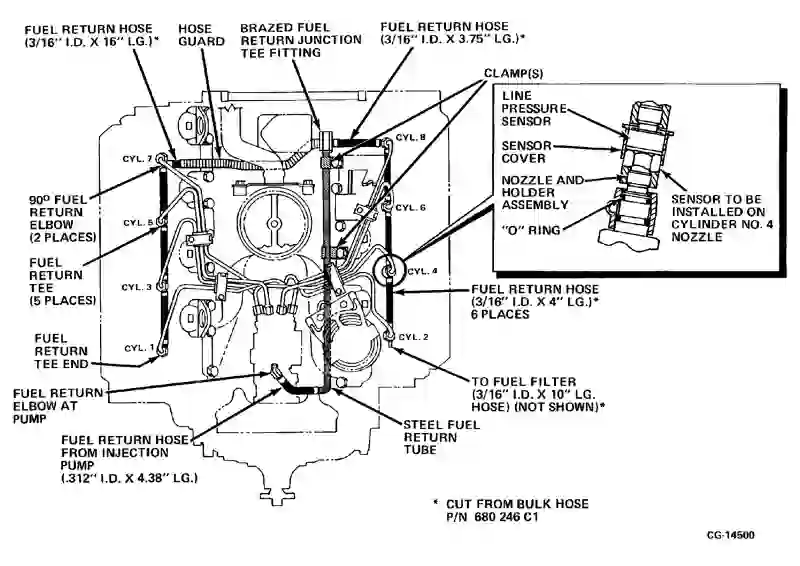 FUEL RETURN HOSE
(3/16" I.D. X 16" LG.)*
HOSE
GUARD
BRAZED FUEL
RETURN JUNCTION
TEE FITTING
FUEL RETURN HOSE
(3/16" I.D. X 3.75" LG.)*
CLAMP(S)
LINE
PRESSURE
SENSOR
SENSOR
COVER
NOZZLE AND
HOLDER
ASSEMBLY
"O" RING
SENSOR TO BE
INSTALLED ON
CYLINDER NO. 4
NOZZLE
CYL. 8
CYL. 7
CYL. 6
CYL. 5
CYL. 4
CYL. 3
CYL. 2
CYL. 1
90° FUEL
RETURN
ELBOW
(2 PLACES)
FUEL
RETURN
TEE
(5 PLACES)
FUEL
RETURN
TEE END
FUEL RETURN
ELBOW AT
PUMP
FUEL RETURN HOSE
FROM INJECTION
PUMP
(.312" I.D. X 4.38" LG.)
FUEL RETURN HOSE
(3/16" I.D. X 4" LG.)*
6 PLACES
TO FUEL FILTER
(3/16" I.D. X 10" LG.
HOSE) (NOT SHOWN)*
STEEL FUEL
RETURN
TUBE
* CUT FROM BULK HOSE
P/N 680 246 C1
CG-14500